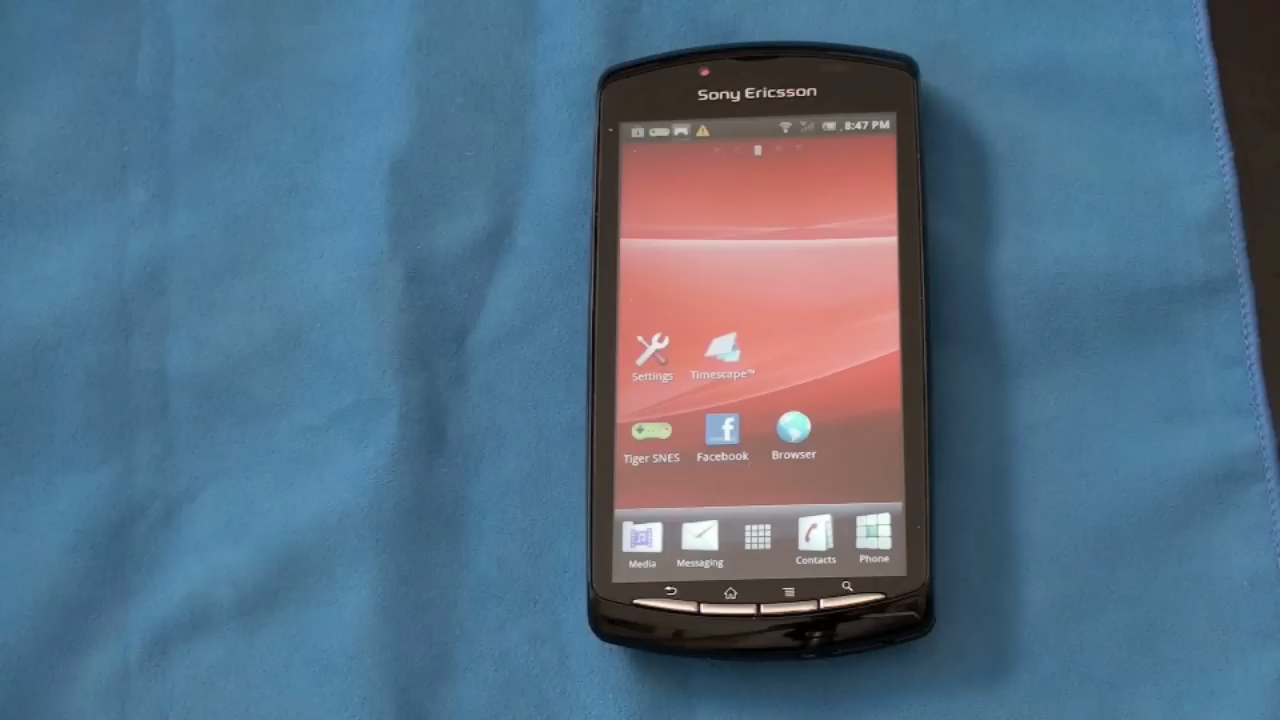 Sony Ericsson
8:47 PM
Settings Timescape™
Tiger SNES Facebook Browser
Media Messaging Contacts Phone